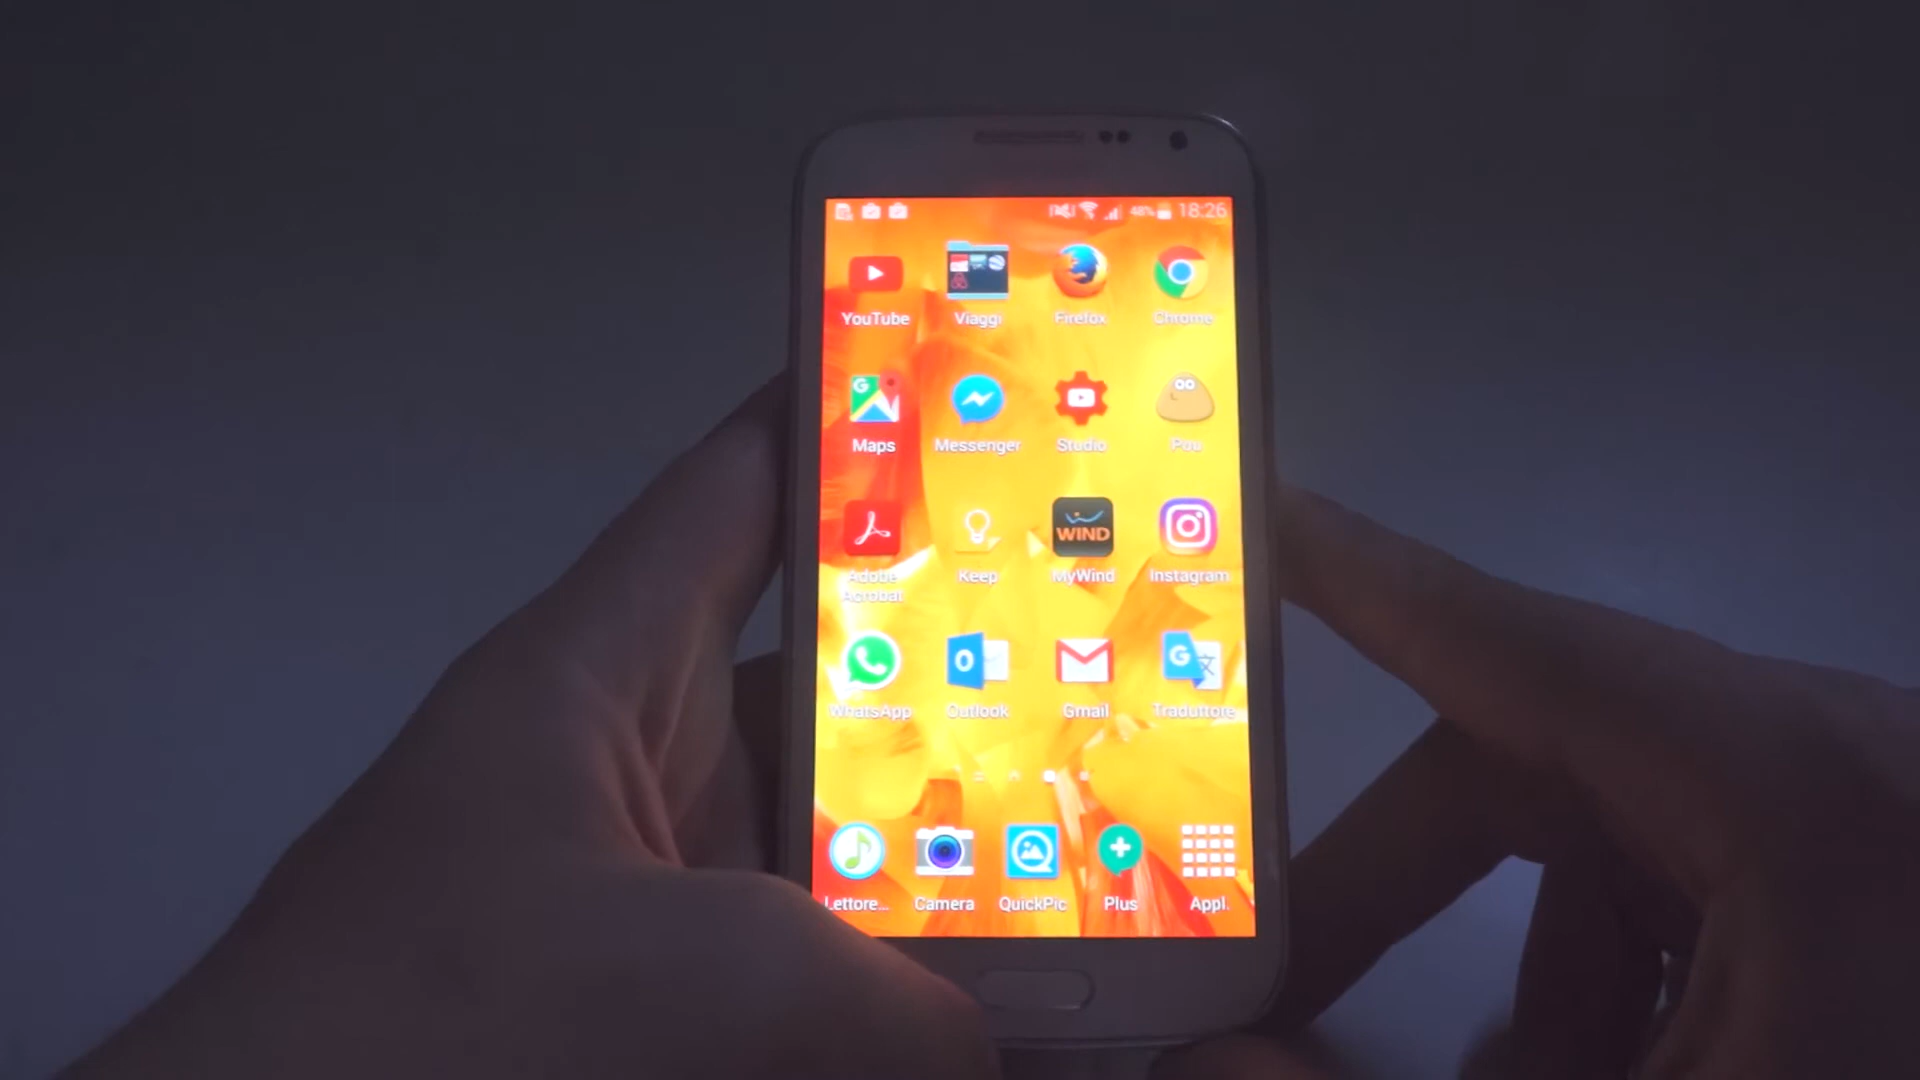 48% 18:26
YouTube Viaggi Firefox Chrome
Maps Messenger Studio Pou
WIND
Adobe Keep MyWind Instagram
Acrobat
WhatsApp Outlook Gmail Traduttore
Lettore... Camera QuickPic Plus Appl.